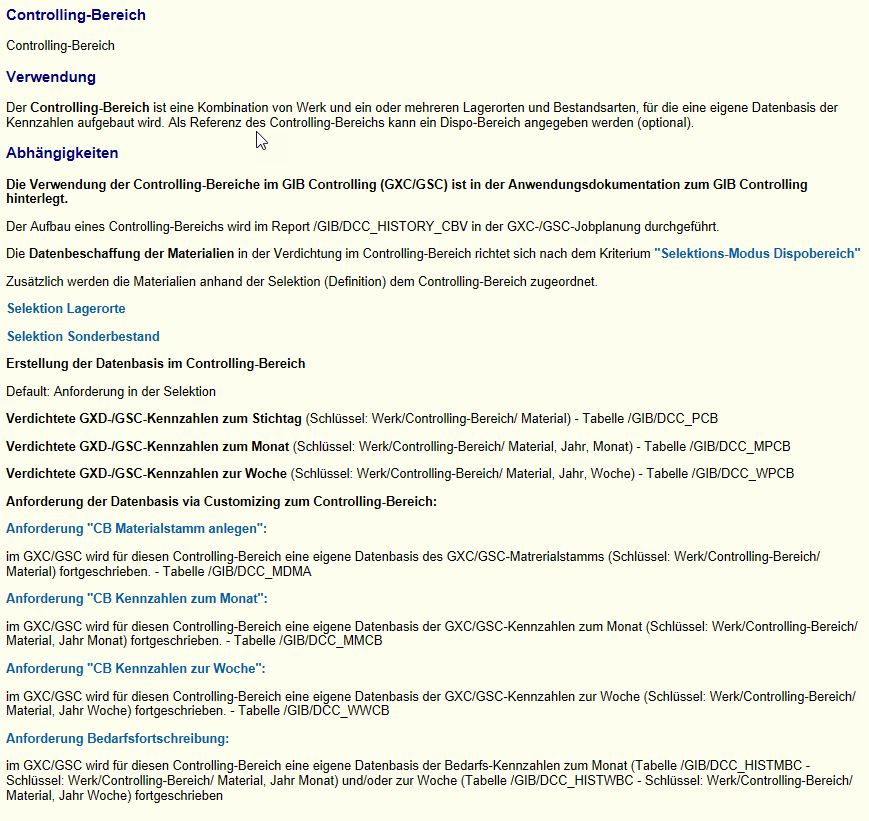 Controlling-Bereich
Controlling-Bereich
Verwendung
Der Controlling-Bereich ist eine Kombination von Werk und ein oder mehreren Lagerorten und Bestandsarten, für die eine eigene Datenbasis der
Kennzahlen aufgebaut wird. Als Referenz des Controlling-Bereichs kann ein Dispo-Bereich angegeben werden (optional).
Abhängigkeiten
Die Verwendung der Controlling-Bereiche im GIB Controlling (GXC/GSC) ist in der Anwendungsdokumentation zum GIB Controlling
hinterlegt.
Der Aufbau eines Controlling-Bereichs wird im Report /GIB/DCC_HISTORY_CBV in der GXC-/GSC-Jobplanung durchgeführt.
Die Datenbeschaffung der Materialien in der Verdichtung im Controlling-Bereich richtet sich nach dem Kriterium "Selektions-Modus Dispobereich"
Zusätzlich werden die Materialien anhand der Selektion (Definition) dem Controlling-Bereich zugeordnet.
Selektion Lagerorte
Selektion Sonderbestand
Erstellung der Datenbasis im Controlling-Bereich
Default: Anforderung in der Selektion
Verdichtete GXD-/GSC-Kennzahlen zum Stichtag (Schlüssel: Werk/Controlling-Bereich/ Material) - Tabelle /GIB/DCC_PCB
Verdichtete GXD-/GSC-Kennzahlen zum Monat (Schlüssel: Werk/Controlling-Bereich/ Material, Jahr, Monat) - Tabelle /GIB/DCC_MPCB
Verdichtete GXD-/GSC-Kennzahlen zur Woche (Schlüssel: Werk/Controlling-Bereich/ Material, Jahr, Woche) - Tabelle /GIB/DCC_WPCB
Anforderung der Datenbasis via Customizing zum Controlling-Bereich:
Anforderung "CB Materialstamm anlegen":
im GXC/GSC wird für diesen Controlling-Bereich eine eigene Datenbasis des GXC/GSC-Matrerialstamms (Schlüssel: Werk/Controlling-Bereich/
Material) fortgeschrieben. - Tabelle /GIB/DCC_MDMA
Anforderung "CB Kennzahlen zum Monat":
im GXC/GSC wird für diesen Controlling-Bereich eine eigene Datenbasis der GXC/GSC-Kennzahlen zum Monat (Schlüssel: Werk/Controlling-Bereich/
Material, Jahr Monat) fortgeschrieben. - Tabelle /GIB/DCC_MMCB
Anforderung "CB Kennzahlen zur Woche":
im GXC/GSC wird für diesen Controlling-Bereich eine eigene Datenbasis der GXC/GSC-Kennzahlen zur Woche (Schlüssel: Werk/Controlling-Bereich/
Material, Jahr Woche) fortgeschrieben. - Tabelle /GIB/DCC_WWCB
Anforderung Bedarfsfortschreibung:
im GXC/GSC wird für diesen Controlling-Bereich eine eigene Datenbasis der Bedarfs-Kennzahlen zum Monat (Tabelle /GIB/DCC_HISTMBC -
Schlüssel: Werk/Controlling-Bereich/ Material, Jahr Monat) und/oder zur Woche (Tabelle /GIB/DCC_HISTWBC - Schlüssel: Werk/Controlling-Bereich/
Material, Jahr Woche) fortgeschrieben